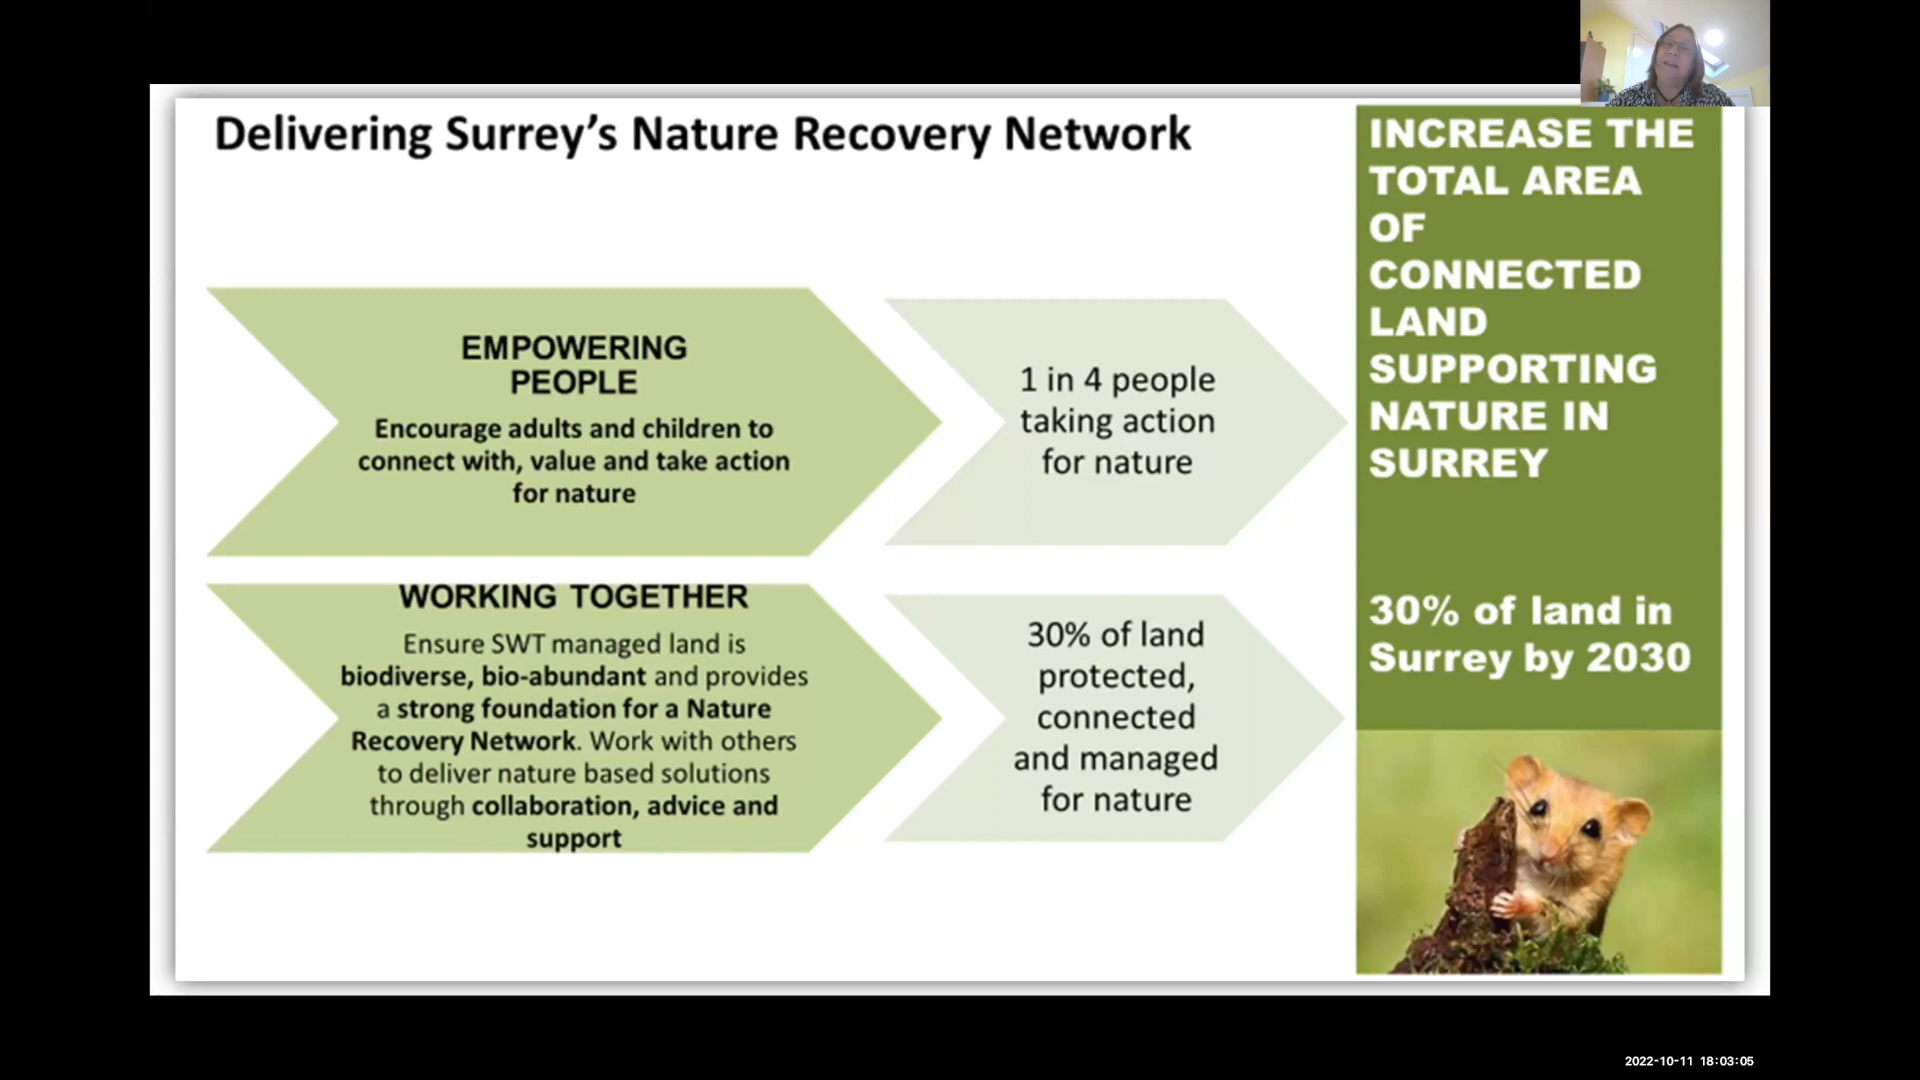 Delivering Surrey's Nature Recovery Network
EMPOWERING
PEOPLE
Encourage adults and children to
connect with, value and take action
for nature
1 in 4 people
taking action
for nature
WORKING TOGETHER
Ensure SWT managed land is
biodiverse, bio-abundant and provides
a strong foundation for a Nature
Recovery Network. Work with others
to deliver nature based solutions
through collaboration, advice and
support
30% of land
protected,
connected
and managed
for nature
INCREASE THE
TOTAL AREA
OF
CONNECTED
LAND
SUPPORTING
NATURE IN
SURREY
30% of land in
Surrey by 2030
2022-10-11 18:03:05